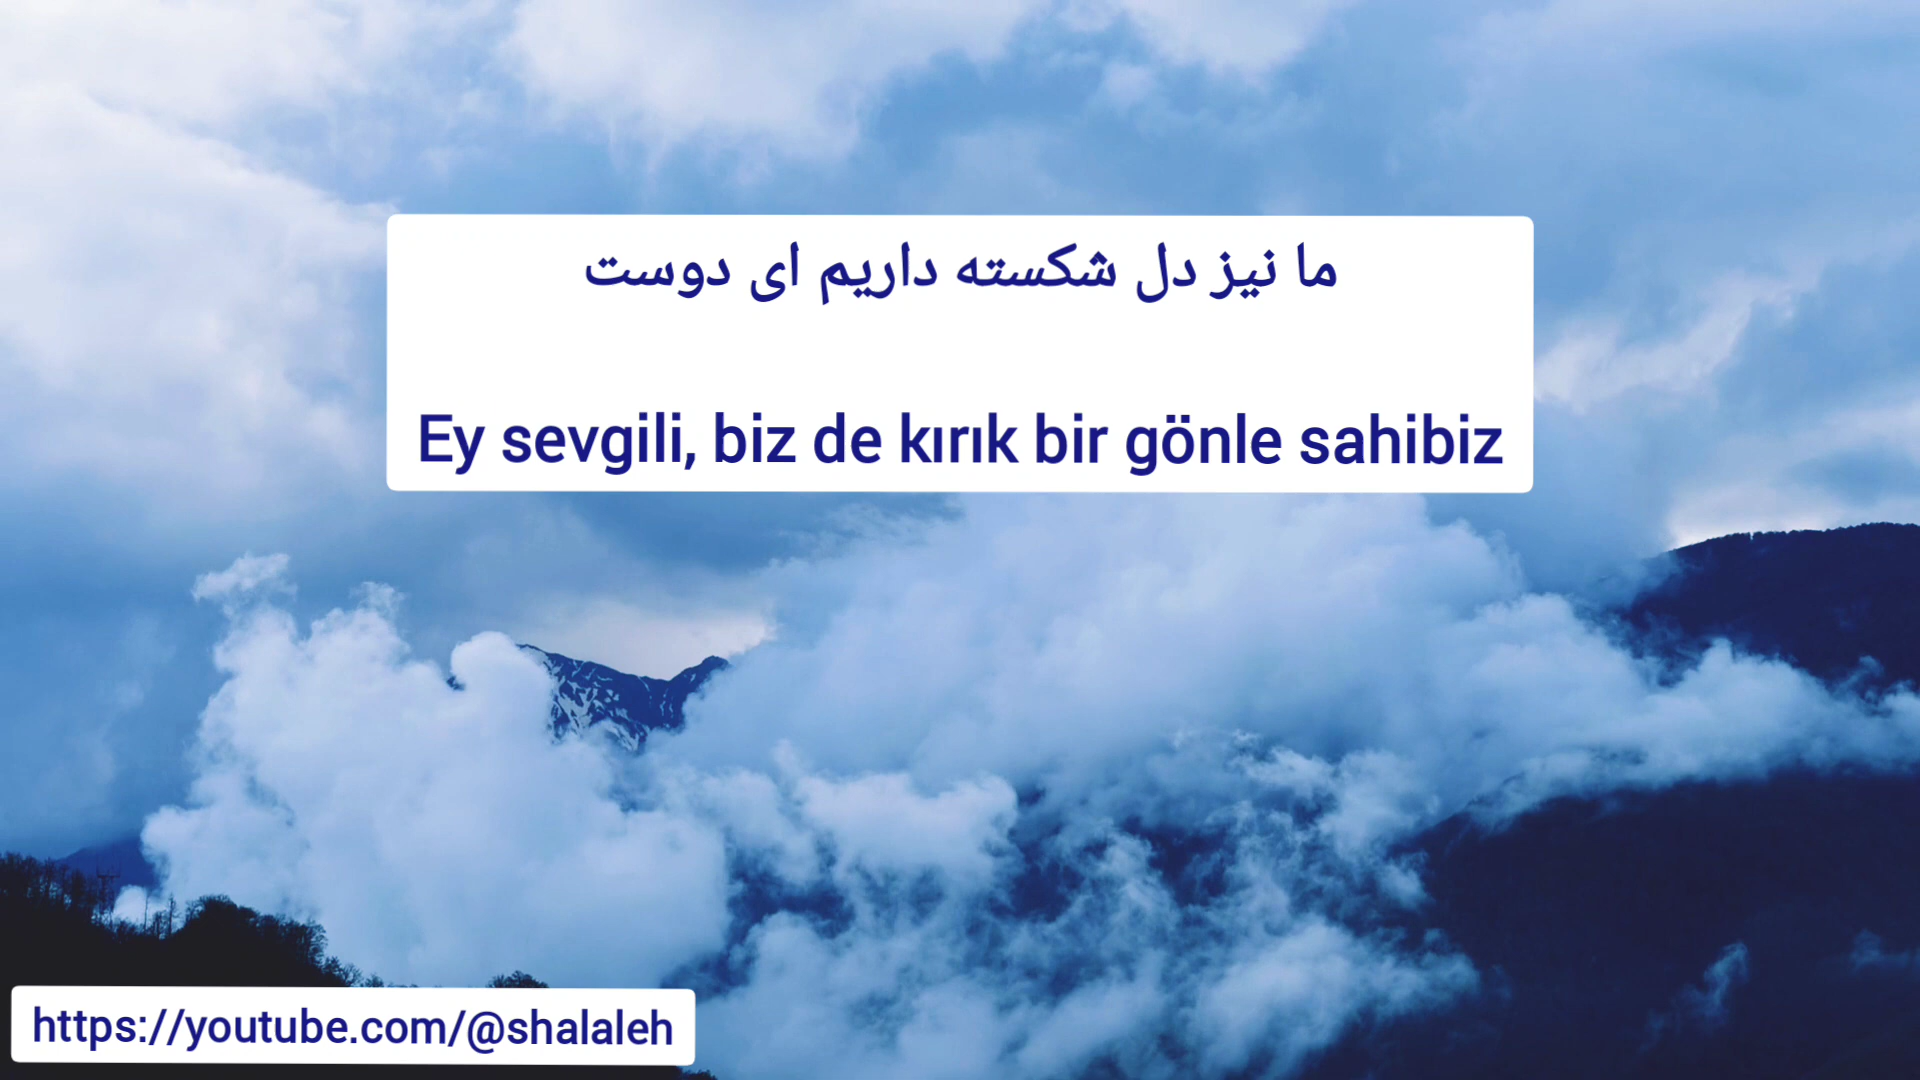 ما نیز دل شکسته داریم ای دوست
Ey sevgili, biz de kırık bir gönle sahibiz
https://youtube.com/@shalaleh